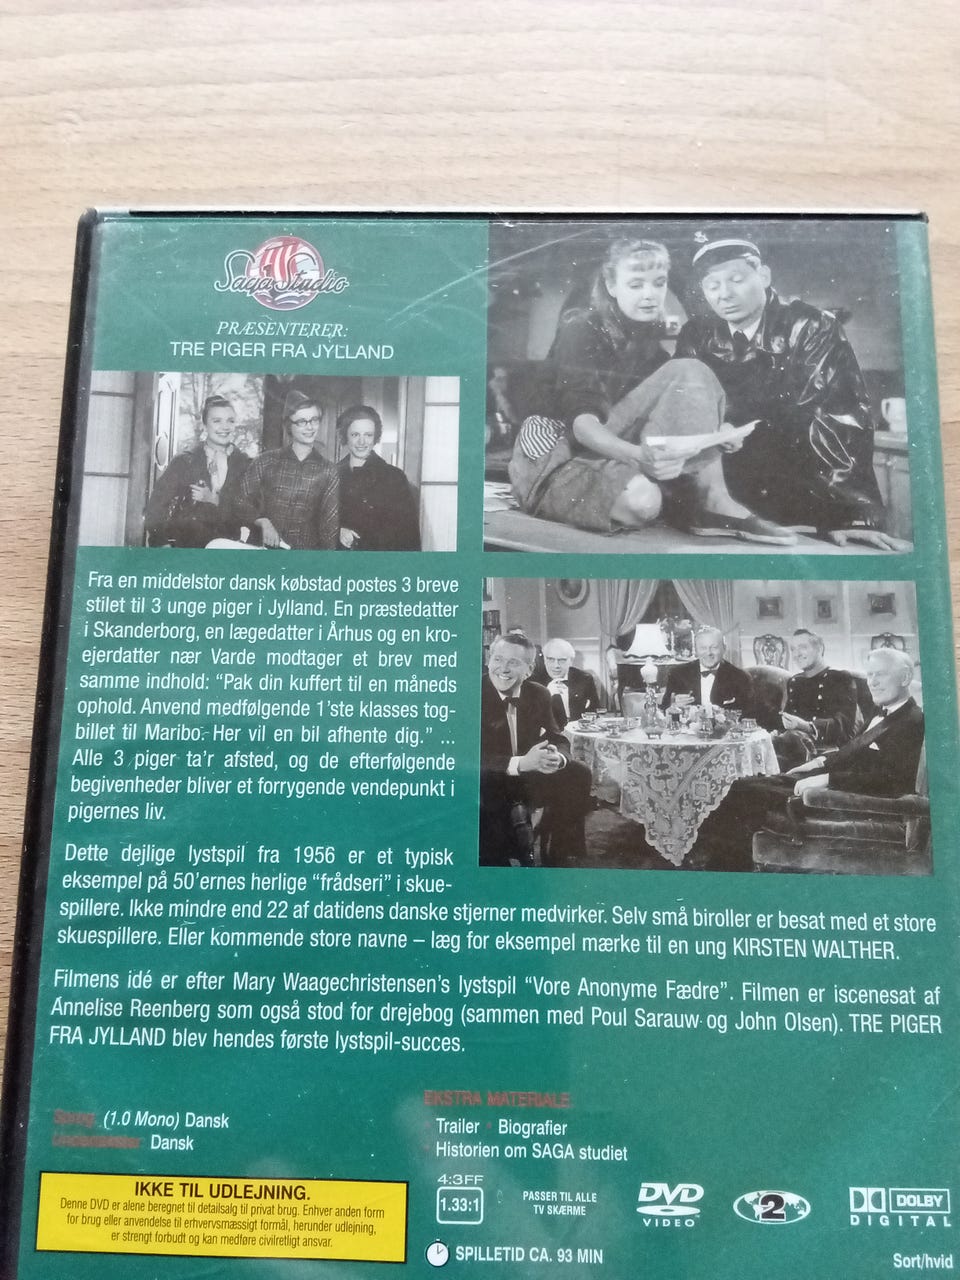 Saga Studio
PRÆSENTERER:
TRE PIGER FRA JYLLAND
Fra en middelstor dansk købstad postes 3 breve
stilet til 3 unge piger i Jylland. En præstedatter
i Skanderborg, en lægedatter i Århus og en kro-
ejerdatter nær Varde modtager et brev med
samme indhold: “Pak din kuffert til en måneds
ophold. Anvend medfølgende 1’ste klasses tog-
billet til Maribo. Her vil en bil afhente dig.” ...
Alle 3 piger ta’r afsted, og de efterfølgende
begivenheder bliver et forrygende vendepunkt i
pigernes liv.
Dette dejlige lystspil fra 1956 er et typisk
eksempel på 50’ernes herlige “frådseri” i skue-
spillere. Ikke mindre end 22 af datidens danske stjerner medvirker. Selv små biroller er besat med et store
skuespillere. Eller kommende store navne – læg for eksempel mærke til en ung KIRSTEN WALTHER.
Filmens idé er efter Mary Waagechristensen’s lystspil “Vore Anonyme Fædre”. Filmen er iscenesat af
Annelise Reenberg som også stod for drejebog (sammen med Poul Sarauw og John Olsen). TRE PIGER
FRA JYLLAND blev hendes første lystspil-succes.
Sprog: (1.0 Mono) Dansk
Undertekster: Dansk
EKSTRA MATERIALE:
· Trailer · Biografier
· Historien om SAGA studiet
IKKE TIL UDLEJNING.
Denne DVD er alene beregnet til detailsalg til privat brug. Enhver anden form
for brug eller anvendelse til erhvervsmæssigt formål, herunder udlejning,
er strengt forbudt og kan medføre civilretligt ansvar.
4:3FF
1.33:1
PASSER TIL ALLE
TV SKÆRME
DVD
VIDEO™
2
DOLBY
DIGITAL
SPILLETID CA. 93 MIN
Sort/hvid